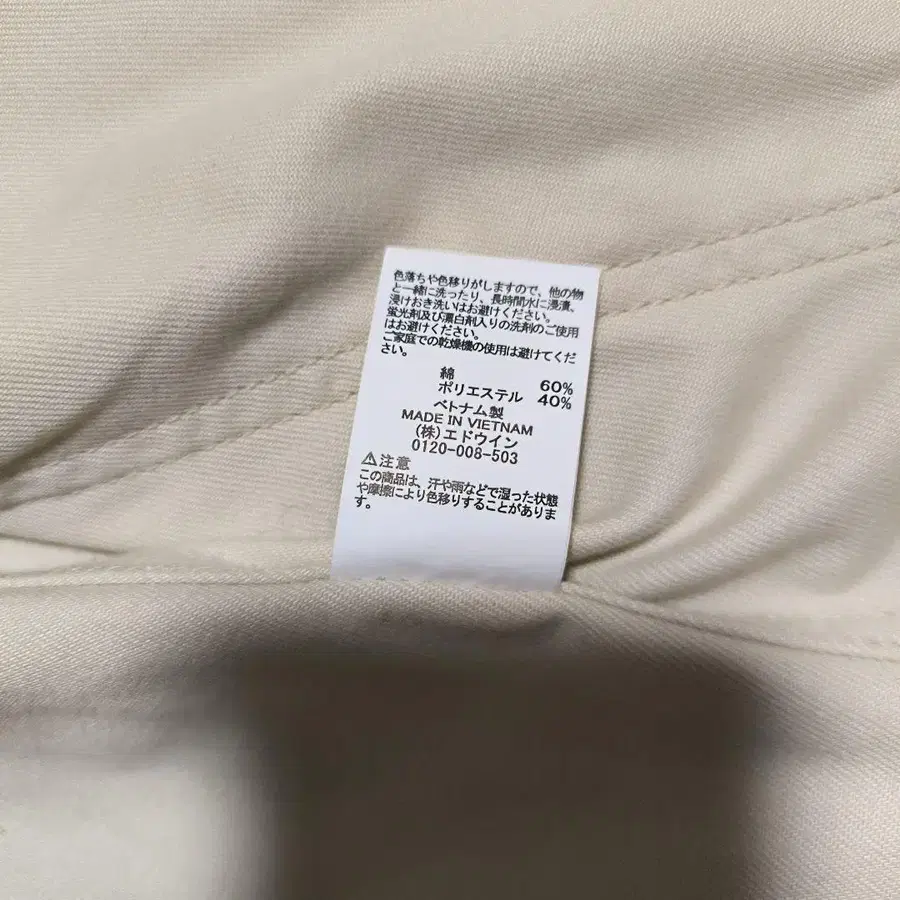 色落ちや色移りがしますので、他の物
と一緒に洗ったり、長時間水に浸漬、
浸けおき洗いはお避けください。
蛍光剤及び漂白剤入りの洗剤のご使用
はお避けください。
ご家庭での乾燥機の使用は避けてくだ
さい。
綿 60%
ポリエステル 40%
ベトナム製
MADE IN VIETNAM
(株)エドウイン
0120-008-503
⚠注意
この商品は、汗や雨などで湿った状態
や摩擦により色移りすることがありま
す。